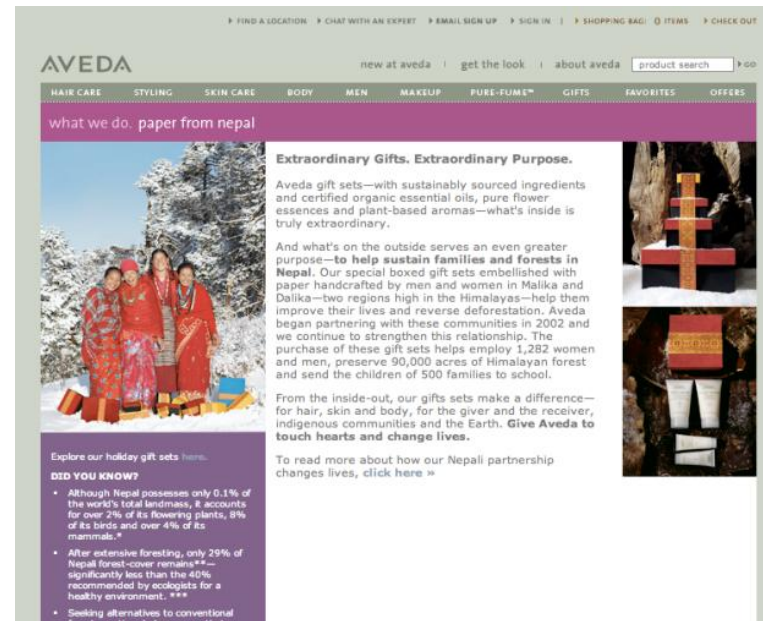 FIND A LOCATION CHAT WITH AN EXPERT EMAIL SIGN UP SIGN IN | SHOPPING BAG: 0 ITEMS CHECK OUT
AVEDA
new at aveda | get the look | about aveda product search GO
HAIR CARE STYLING SKIN CARE BODY MEN MAKEUP PURE-FUME™ GIFTS FAVORITES OFFERS
what we do. paper from nepal
Extraordinary Gifts. Extraordinary Purpose.
Aveda gift sets—with sustainably sourced ingredients
and certified organic essential oils, pure flower
essences and plant-based aromas—what's inside is
truly extraordinary.
And what's on the outside serves an even greater
purpose—to help sustain families and forests in
Nepal. Our special boxed gift sets embellished with
paper handcrafted by men and women in Malika and
Dalika—two regions high in the Himalayas—help them
improve their lives and reverse deforestation. Aveda
began partnering with these communities in 2002 and
we continue to strengthen this relationship. The
purchase of these gift sets helps employ 1,282 women
and men, preserve 90,000 acres of Himalayan forest
and send the children of 500 families to school.
From the inside-out, our gifts sets make a difference—
for hair, skin and body, for the giver and the receiver,
indigenous communities and the Earth. Give Aveda to
touch hearts and change lives.
To read more about how our Nepali partnership
changes lives, click here »
Explore our holiday gift sets here.
DID YOU KNOW?
• Although Nepal possesses only 0.1% of
the world's total landmass, it accounts
for over 2% of its flowering plants, 8%
of its birds and over 4% of its
mammals.*
• After extensive foresting, only 29% of
Nepali forest-cover remains**—
significantly less than the 40%
recommended by ecologists for a
healthy environment. ***
• Seeking alternatives to conventional